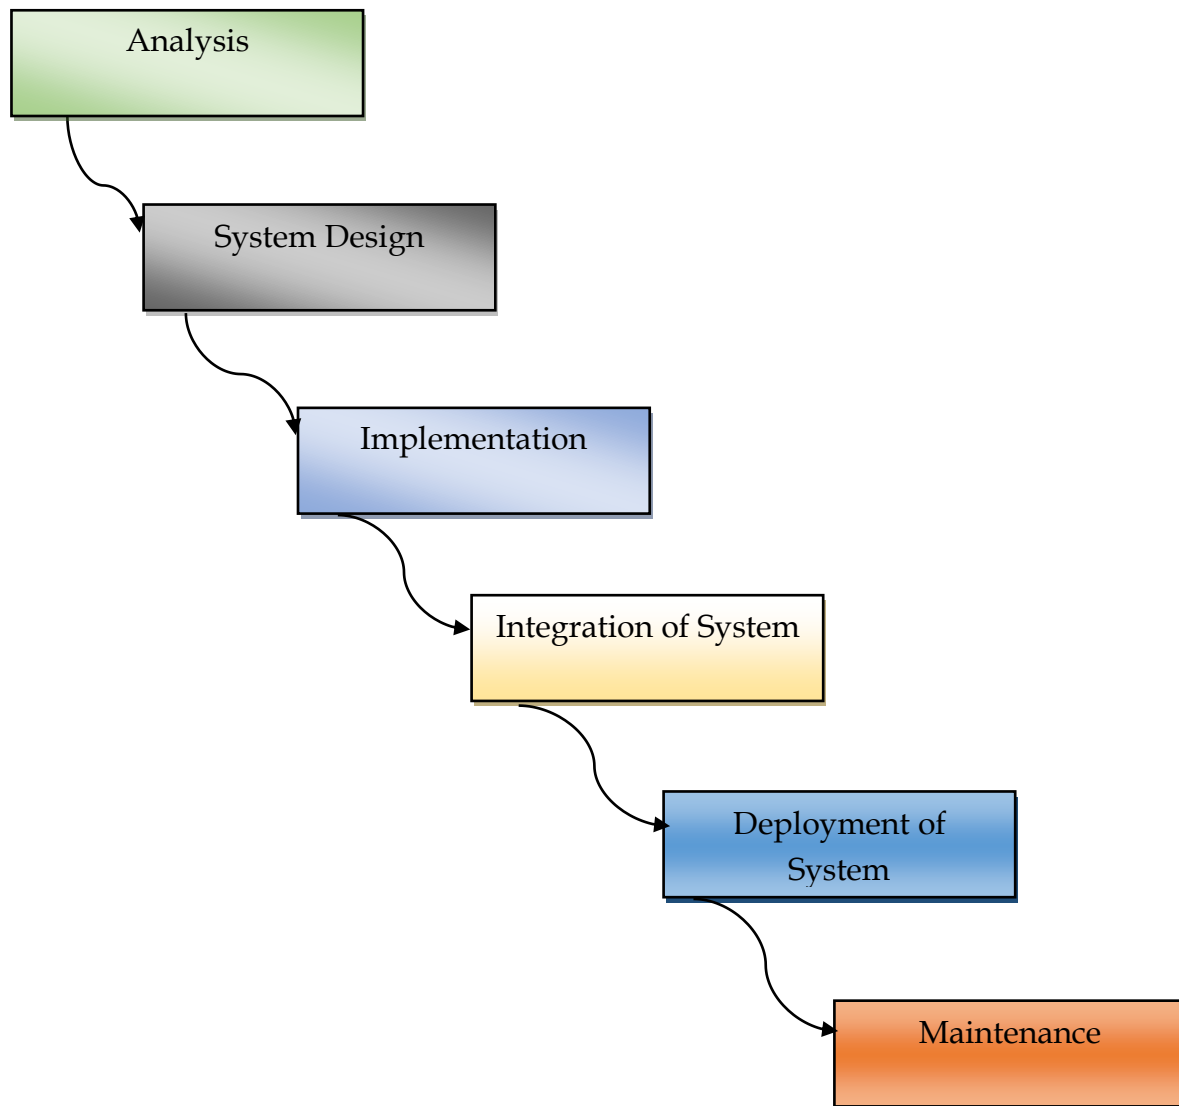 Analysis
System Design
Implementation
Integration of System
Deployment of
System
Maintenance